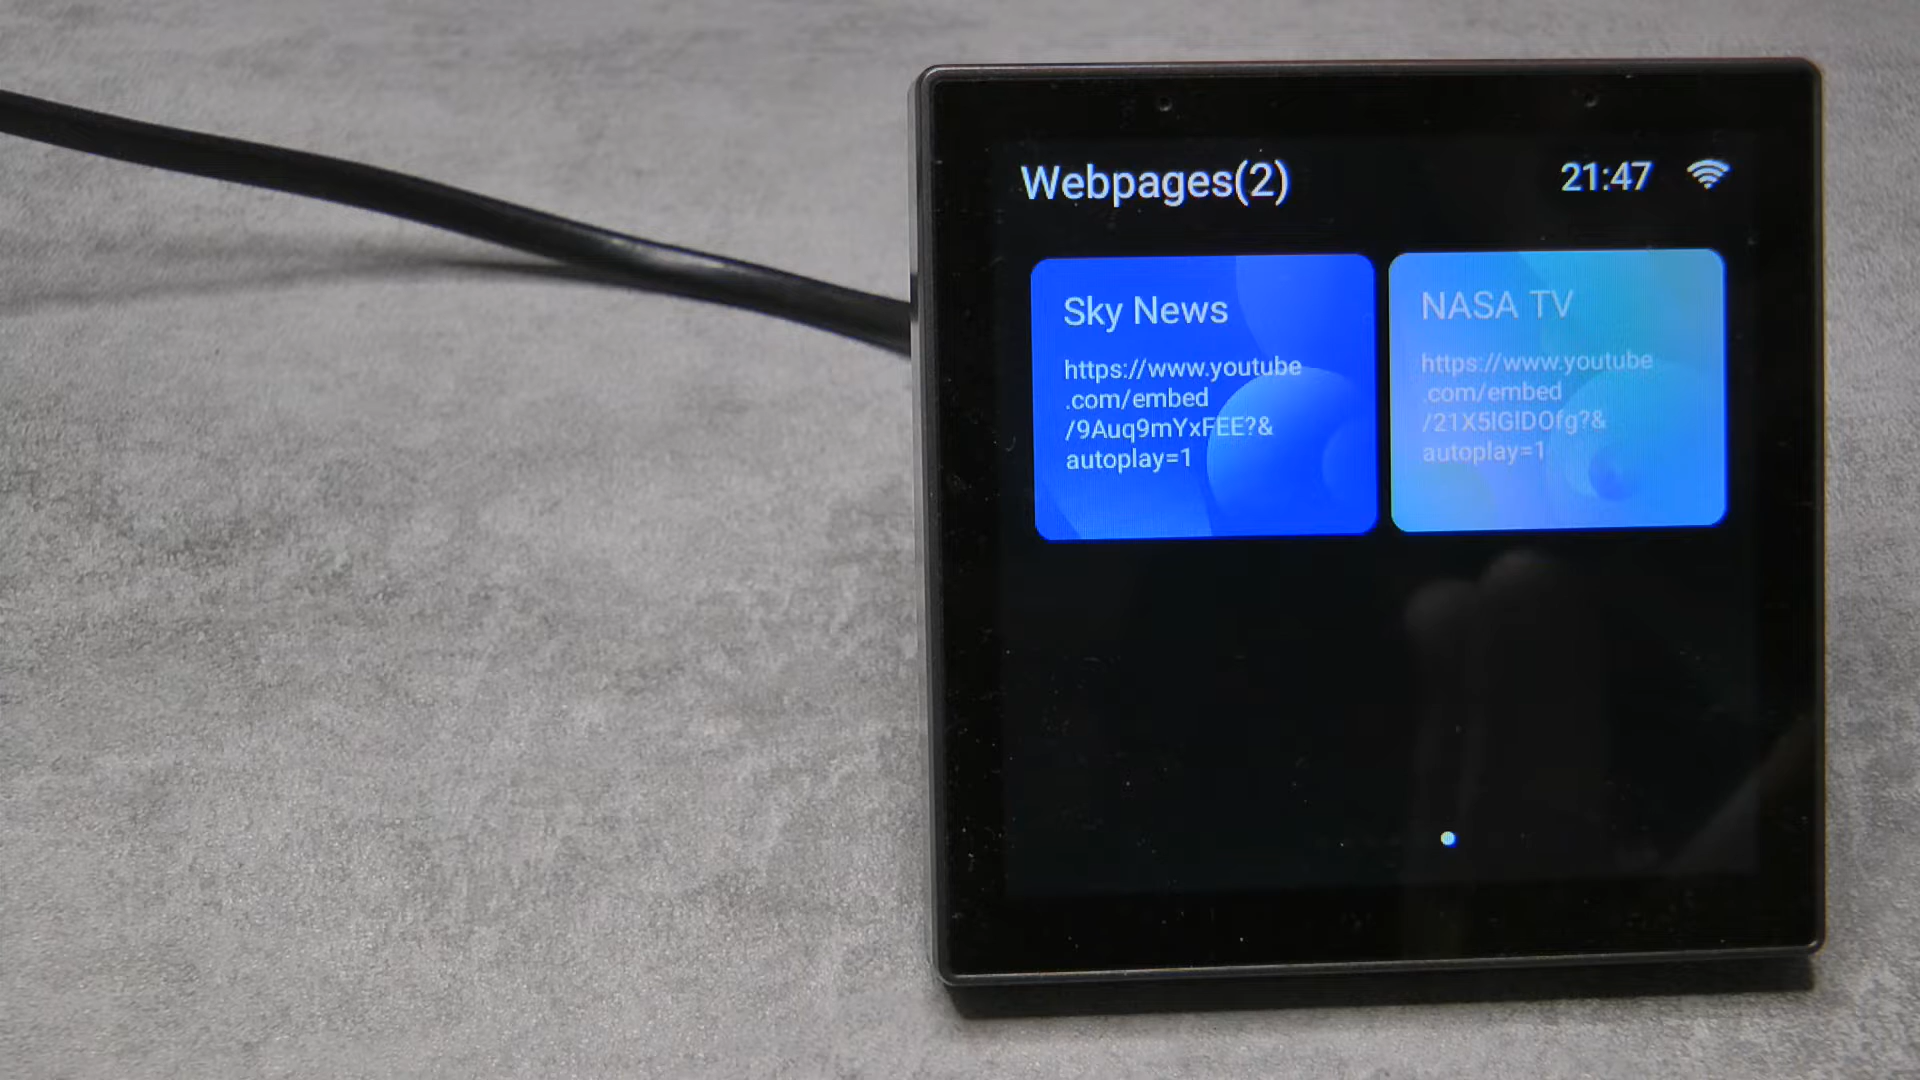 Webpages(2)
21:47
Sky News
https://www.youtube
.com/embed
/9Auq9mYxFEE?&
autoplay=1
NASA TV
https://www.youtube
.com/embed
/21X5lGlDOfg?&
autoplay=1